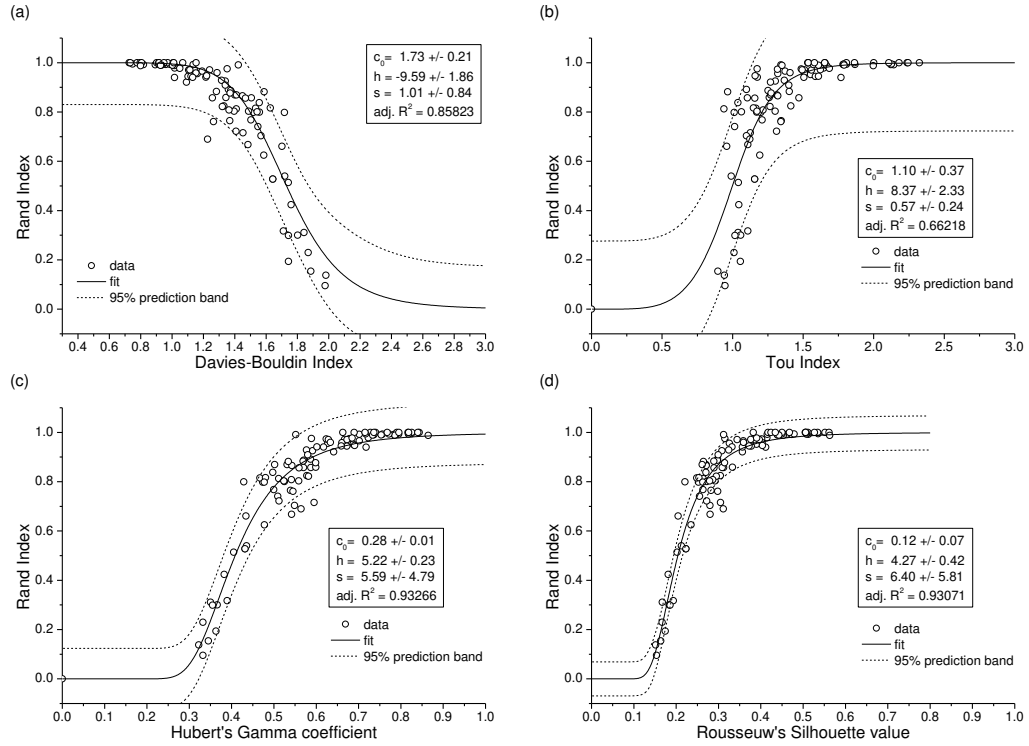 (a)
1.0
0.8
0.6
0.4
0.2
0.0
Rand Index
c0= 1.73 +/- 0.21
h = -9.59 +/- 1.86
s = 1.01 +/- 0.84
adj. R2 = 0.85823
data
fit
95% prediction band
0.4 0.6 0.8 1.0 1.2 1.4 1.6 1.8 2.0 2.2 2.4 2.6 2.8 3.0
Davies-Bouldin Index
(b)
1.0
0.8
0.6
0.4
0.2
0.0
Rand Index
c0= 1.10 +/- 0.37
h = 8.37 +/- 2.33
s = 0.57 +/- 0.24
adj. R2 = 0.66218
data
fit
95% prediction band
0.0 0.5 1.0 1.5 2.0 2.5 3.0
Tou Index
(c)
1.0
0.8
0.6
0.4
0.2
0.0
Rand Index
c0= 0.28 +/- 0.01
h = 5.22 +/- 0.23
s = 5.59 +/- 4.79
adj. R2 = 0.93266
data
fit
95% prediction band
0.0 0.1 0.2 0.3 0.4 0.5 0.6 0.7 0.8 0.9 1.0
Hubert's Gamma coefficient
(d)
1.0
0.8
0.6
0.4
0.2
0.0
Rand Index
c0= 0.12 +/- 0.07
h = 4.27 +/- 0.42
s = 6.40 +/- 5.81
adj. R2 = 0.93071
data
fit
95% prediction band
0.0 0.1 0.2 0.3 0.4 0.5 0.6 0.7 0.8 0.9 1.0
Rousseuw's Silhouette value